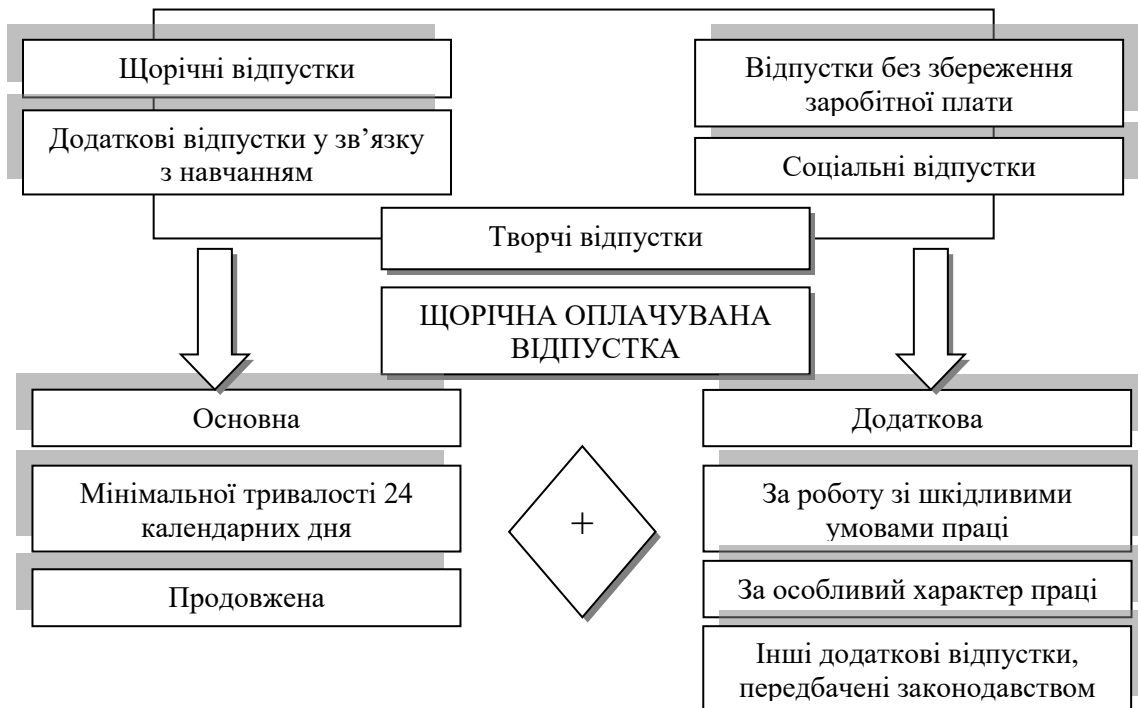 Щорічні відпустки
Відпустки без збереження
заробітної плати
Додаткові відпустки у зв’язку
з навчанням
Соціальні відпустки
Творчі відпустки
ЩОРІЧНА ОПЛАЧУВАНА
ВІДПУСТКА
Основна
Мінімальної тривалості 24
календарних дня
Продовжена
+
Додаткова
За роботу зі шкідливими
умовами праці
За особливий характер праці
Інші додаткові відпустки,
передбачені законодавством